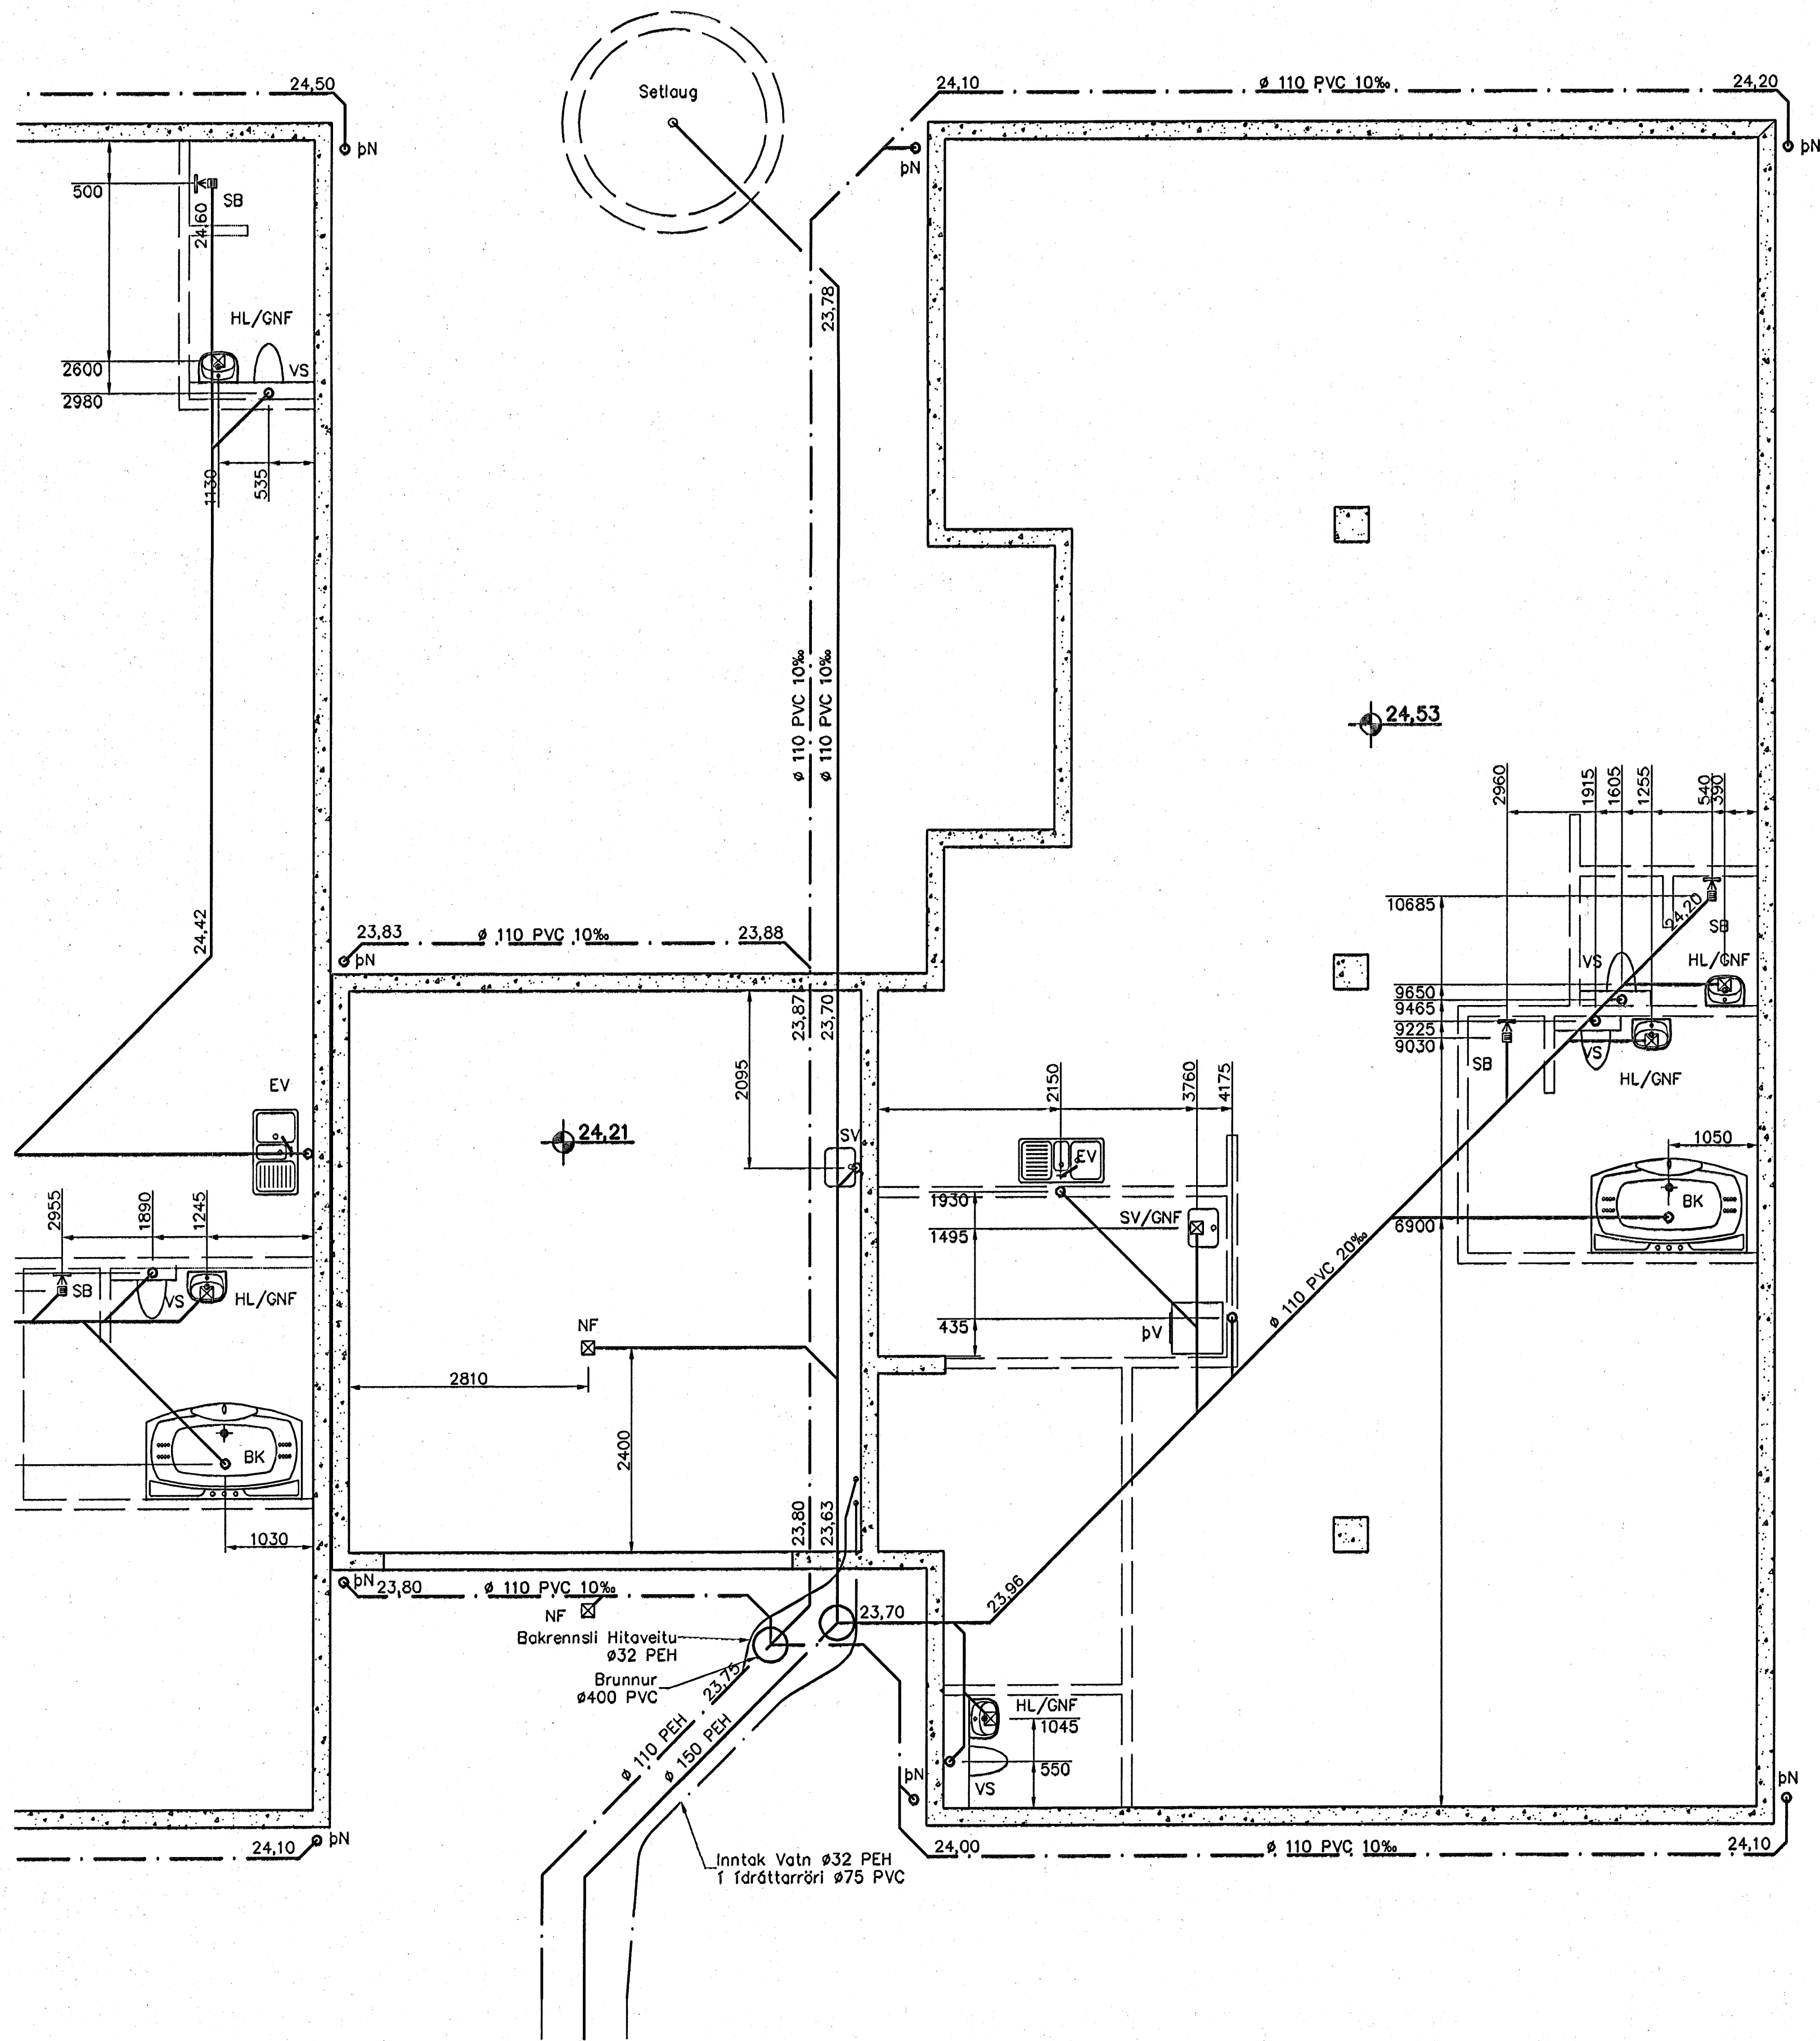 24,50
Setlaug
24,10
ø 110 PVC 10‰
24,20
þN
þN
þN
500
SB
24,60
HL/GNF
VS
2600
2980
1130
535
23,78
ø 110 PVC 10‰
ø 110 PVC 10‰
24,53
2960
1915
1605
1255
540
390
10685
24,20
SB
VS
HL/GNF
9650
9465
9225
9030
SB
VS
HL/GNF
24,42
23,83
ø 110 PVC 10‰
23,88
þN
23,87
23,70
2095
2150
3760
4175
EV
24,21
SV
EV
1050
BK
6900
1930
SV/GNF
1495
2955
1890
1245
SB
VS
HL/GNF
NF
435
þV
ø 110 PVC 20‰
2810
2400
BK
1030
23,80
23,63
þN
23,80
ø 110 PVC 10‰
NF
23,70
23,96
Bakrennsli Hitaveitu
ø32 PEH
Brunnur
ø400 PVC
23,75
ø 110 PEH
ø 150 PEH
HL/GNF
1045
550
VS
þN
þN
24,10
þN
24,00
ø 110 PVC 10‰
24,10
Inntak Vatn ø32 PEH
í ídráttarröri ø75 PVC